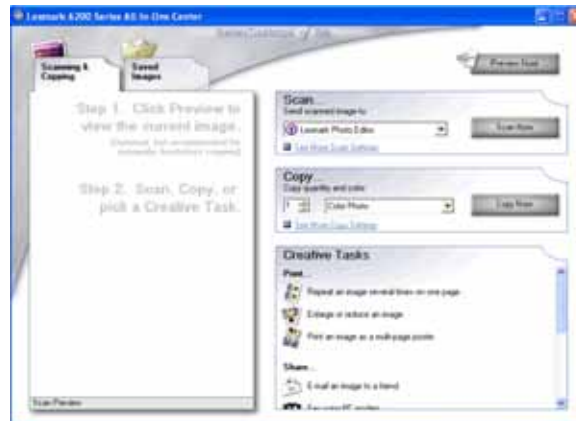 Lexmark 6200 Series All-In-One Center
Scanning & Copying
Saved Images
Preview Now
Step 1. Click Preview to
view the current image.
Step 2. Scan, Copy, or
pick a Creative Task.
Scan Preview
Scan...
Send scanned image to:
Lexmark Photo Editor
Scan Now
See More Scan Settings
Copy...
Copy quantity and color:
1
Color Photo
Copy Now
See More Copy Settings
Creative Tasks
Print...
Repeat an image several times on one page
Enlarge or reduce an image
Print an image as a multi-page poster
Share...
E-mail an image to a friend
Fax using PC modem